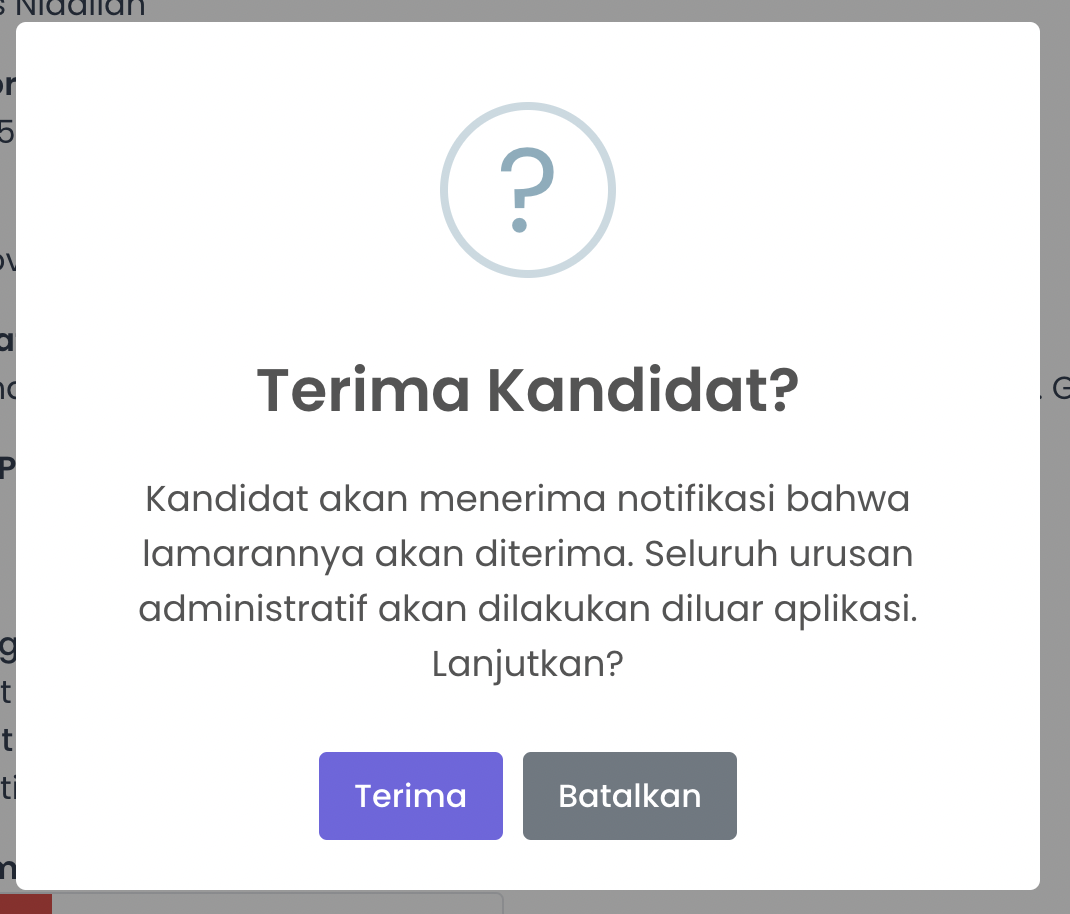 ?
Terima Kandidat?
Kandidat akan menerima notifikasi bahwa
lamarannya akan diterima. Seluruh urusan
administratif akan dilakukan diluar aplikasi.
Lanjutkan?
Terima
Batalkan